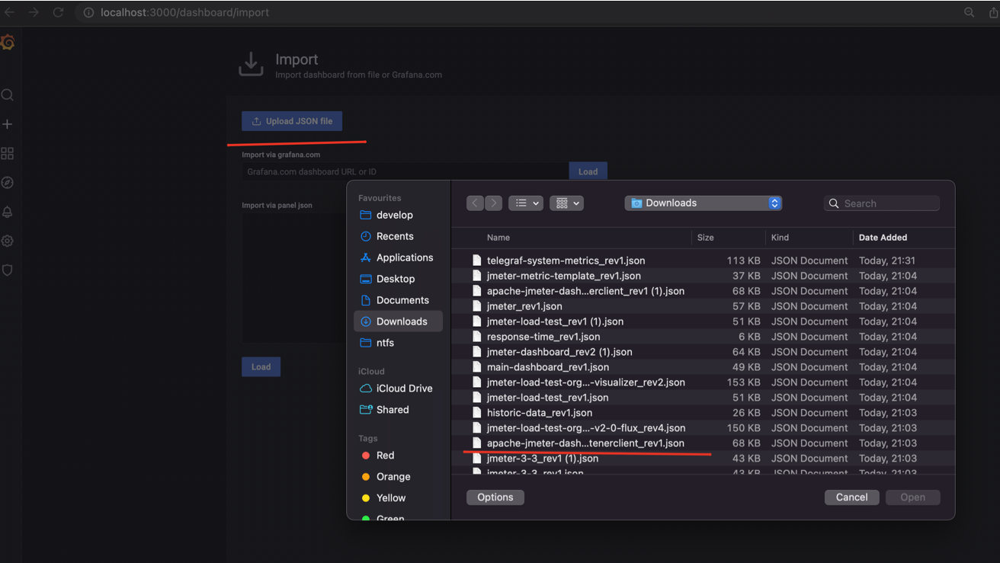 localhost:3000/dashboard/import
Import
Import dashboard from file or Grafana.com
Upload JSON file
Import via grafana.com
Grafana.com dashboard URL or ID
Load
Import via panel json
Load
Favourites
develop
Recents
Applications
Desktop
Documents
Downloads
ntfs
iCloud
iCloud Drive
Shared
Tags
Red
Orange
Yellow
Green
Downloads
Search
Name Size Kind Date Added
telegraf-system-metrics_rev1.json 113 KB JSON Document Today, 21:31
jmeter-metric-template_rev1.json 37 KB JSON Document Today, 21:04
apache-jmeter-dash...erclient_rev1 (1).json 68 KB JSON Document Today, 21:04
jmeter_rev1.json 57 KB JSON Document Today, 21:04
jmeter-load-test_rev1 (1).json 51 KB JSON Document Today, 21:04
response-time_rev1.json 6 KB JSON Document Today, 21:04
jmeter-dashboard_rev2 (1).json 64 KB JSON Document Today, 21:04
main-dashboard_rev1.json 49 KB JSON Document Today, 21:04
jmeter-load-test-org...-visualizer_rev2.json 153 KB JSON Document Today, 21:04
jmeter-load-test_rev1.json 51 KB JSON Document Today, 21:04
historic-data_rev1.json 26 KB JSON Document Today, 21:03
jmeter-load-test-org...-v2-0-flux_rev4.json 150 KB JSON Document Today, 21:03
apache-jmeter-dash...tenerclient_rev1.json 68 KB JSON Document Today, 21:03
jmeter-3-3_rev1 (1).json 43 KB JSON Document Today, 21:03
jmeter-3-3_rev1.json 43 KB JSON Document Today, 21:03
Options
Cancel
Open